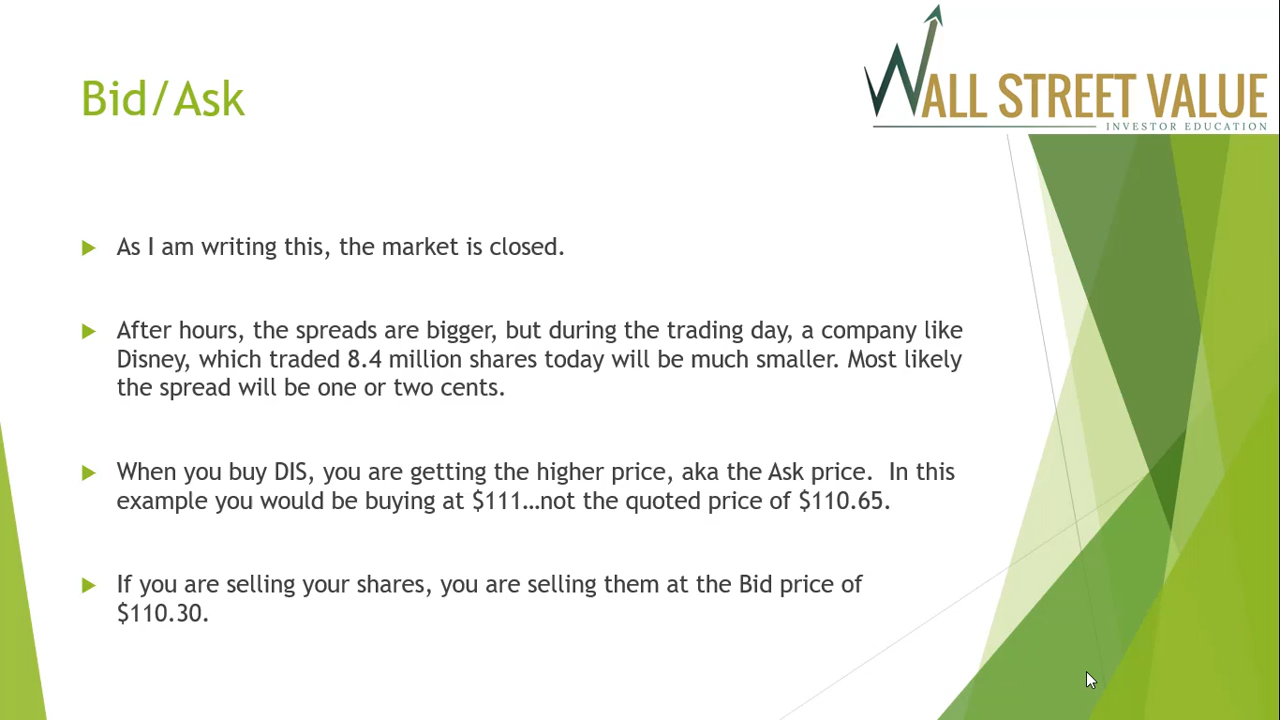 WALL STREET VALUE
INVESTOR EDUCATION
Bid/Ask
As I am writing this, the market is closed.
After hours, the spreads are bigger, but during the trading day, a company like
Disney, which traded 8.4 million shares today will be much smaller. Most likely
the spread will be one or two cents.
When you buy DIS, you are getting the higher price, aka the Ask price.  In this
example you would be buying at $111…not the quoted price of $110.65.
If you are selling your shares, you are selling them at the Bid price of
$110.30.